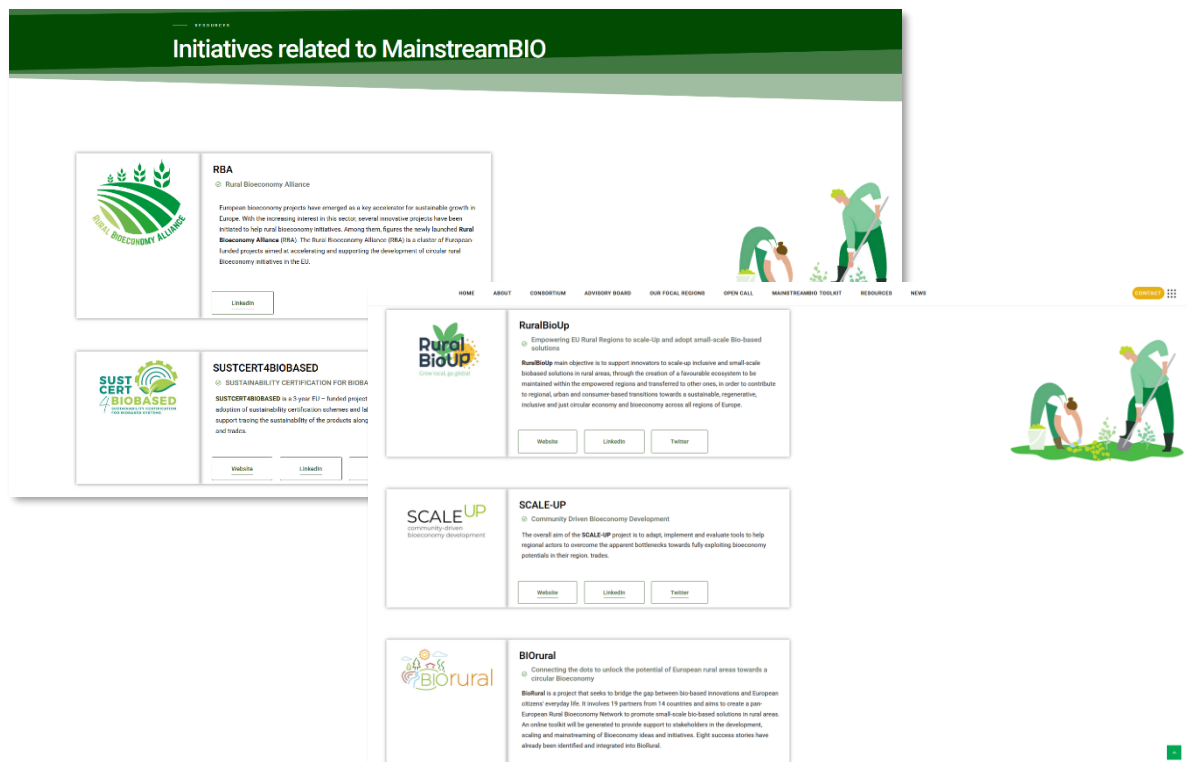 RESOURCES
Initiatives related to MainstreamBIO
RURAL BIOECONOMY ALLIANCE
RBA
Rural Bioeconomy Alliance
European bioeconomy projects have emerged as a key accelerator for sustainable growth in
Europe. With the increasing interest in this sector, several innovative projects have been
initiated to help rural bioeconomy initiatives. Among them, figures the newly launched Rural
Bioeconomy Alliance (RBA). The Rural Bioeconomy Alliance (RBA) is a cluster of European-
funded projects aimed at accelerating and supporting the development of circular rural
Bioeconomy initiatives in the EU.
LinkedIn
SUST
CERT
4BIOBASED
SUSTAINABILITY CERTIFICATION
FOR BIOBASED SYSTEMS
SUSTCERT4BIOBASED
SUSTAINABILITY CERTIFICATION FOR BIOBA
SUSTCERT4BIOBASED is a 3-year EU – funded project
adoption of sustainability certification schemes and la
support tracing the sustainability of the products along
and trades.
Website
LinkedIn
HOME
ABOUT
CONSORTIUM
ADVISORY BOARD
OUR FOCAL REGIONS
OPEN CALL
MAINSTREAMBIO TOOLKIT
RESOURCES
NEWS
CONTACT
Rural
BioUp
Grow local, go global
RuralBioUp
Empowering EU Rural Regions to scale-Up and adopt small-scale Bio-based
solutions
RuralBioUp main objective is to support innovators to scale-up inclusive and small-scale
biobased solutions in rural areas, through the creation of a favourable ecosystem to be
maintained within the empowered regions and transferred to other ones, in order to contribute
to regional, urban and consumer-based transitions towards a sustainable, regenerative,
inclusive and just circular economy and bioeconomy across all regions of Europe.
Website
LinkedIn
Twitter
SCALE UP
community-driven
bioeconomy development
SCALE-UP
Community Driven Bioeconomy Development
The overall aim of the SCALE-UP project is to adapt, implement and evaluate tools to help
regional actors to overcome the apparent bottlenecks towards fully exploiting bioeconomy
potentials in their region. trades.
Website
LinkedIn
Twitter
BIOrural
BIOrural
Connecting the dots to unlock the potential of European rural areas towards a
circular Bioeconomy
BioRural is a project that seeks to bridge the gap between bio-based innovations and European
citizens' everyday life. It involves 19 partners from 14 countries and aims to create a pan-
European Rural Bioeconomy Network to promote small-scale bio-based solutions in rural areas.
An online toolkit will be generated to provide support to stakeholders in the development,
scaling and mainstreaming of Bioeconomy ideas and initiatives. Eight success stories have
already been identified and integrated into BioRural.